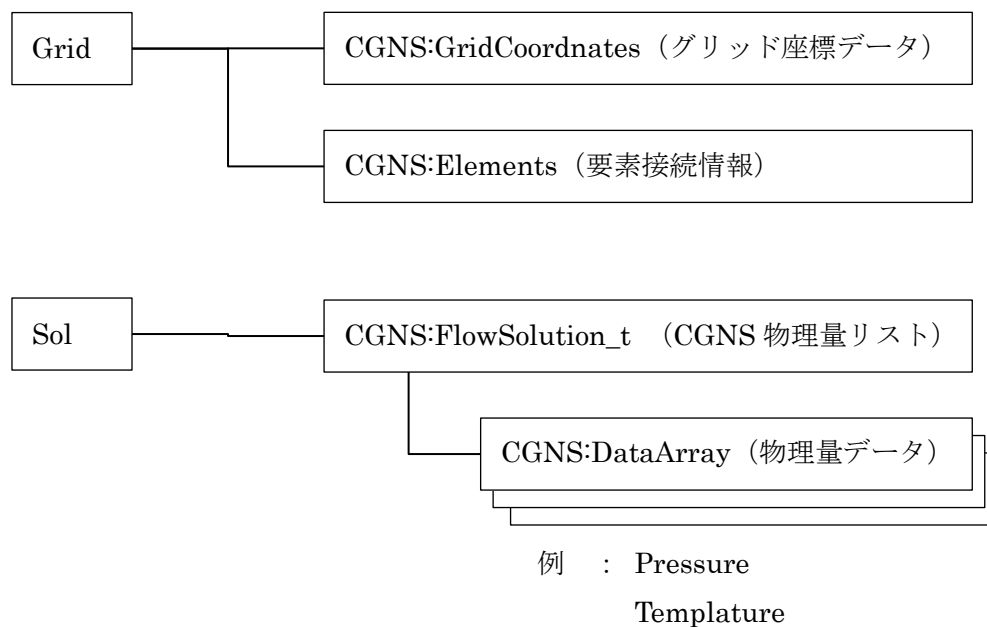 Grid
CGNS:GridCoordnates（グリッド座標データ）
CGNS:Elements（要素接続情報）
Sol
CGNS:FlowSolution_t （CGNS 物理量リスト）
CGNS:DataArray（物理量データ）
例 : Pressure
Templature